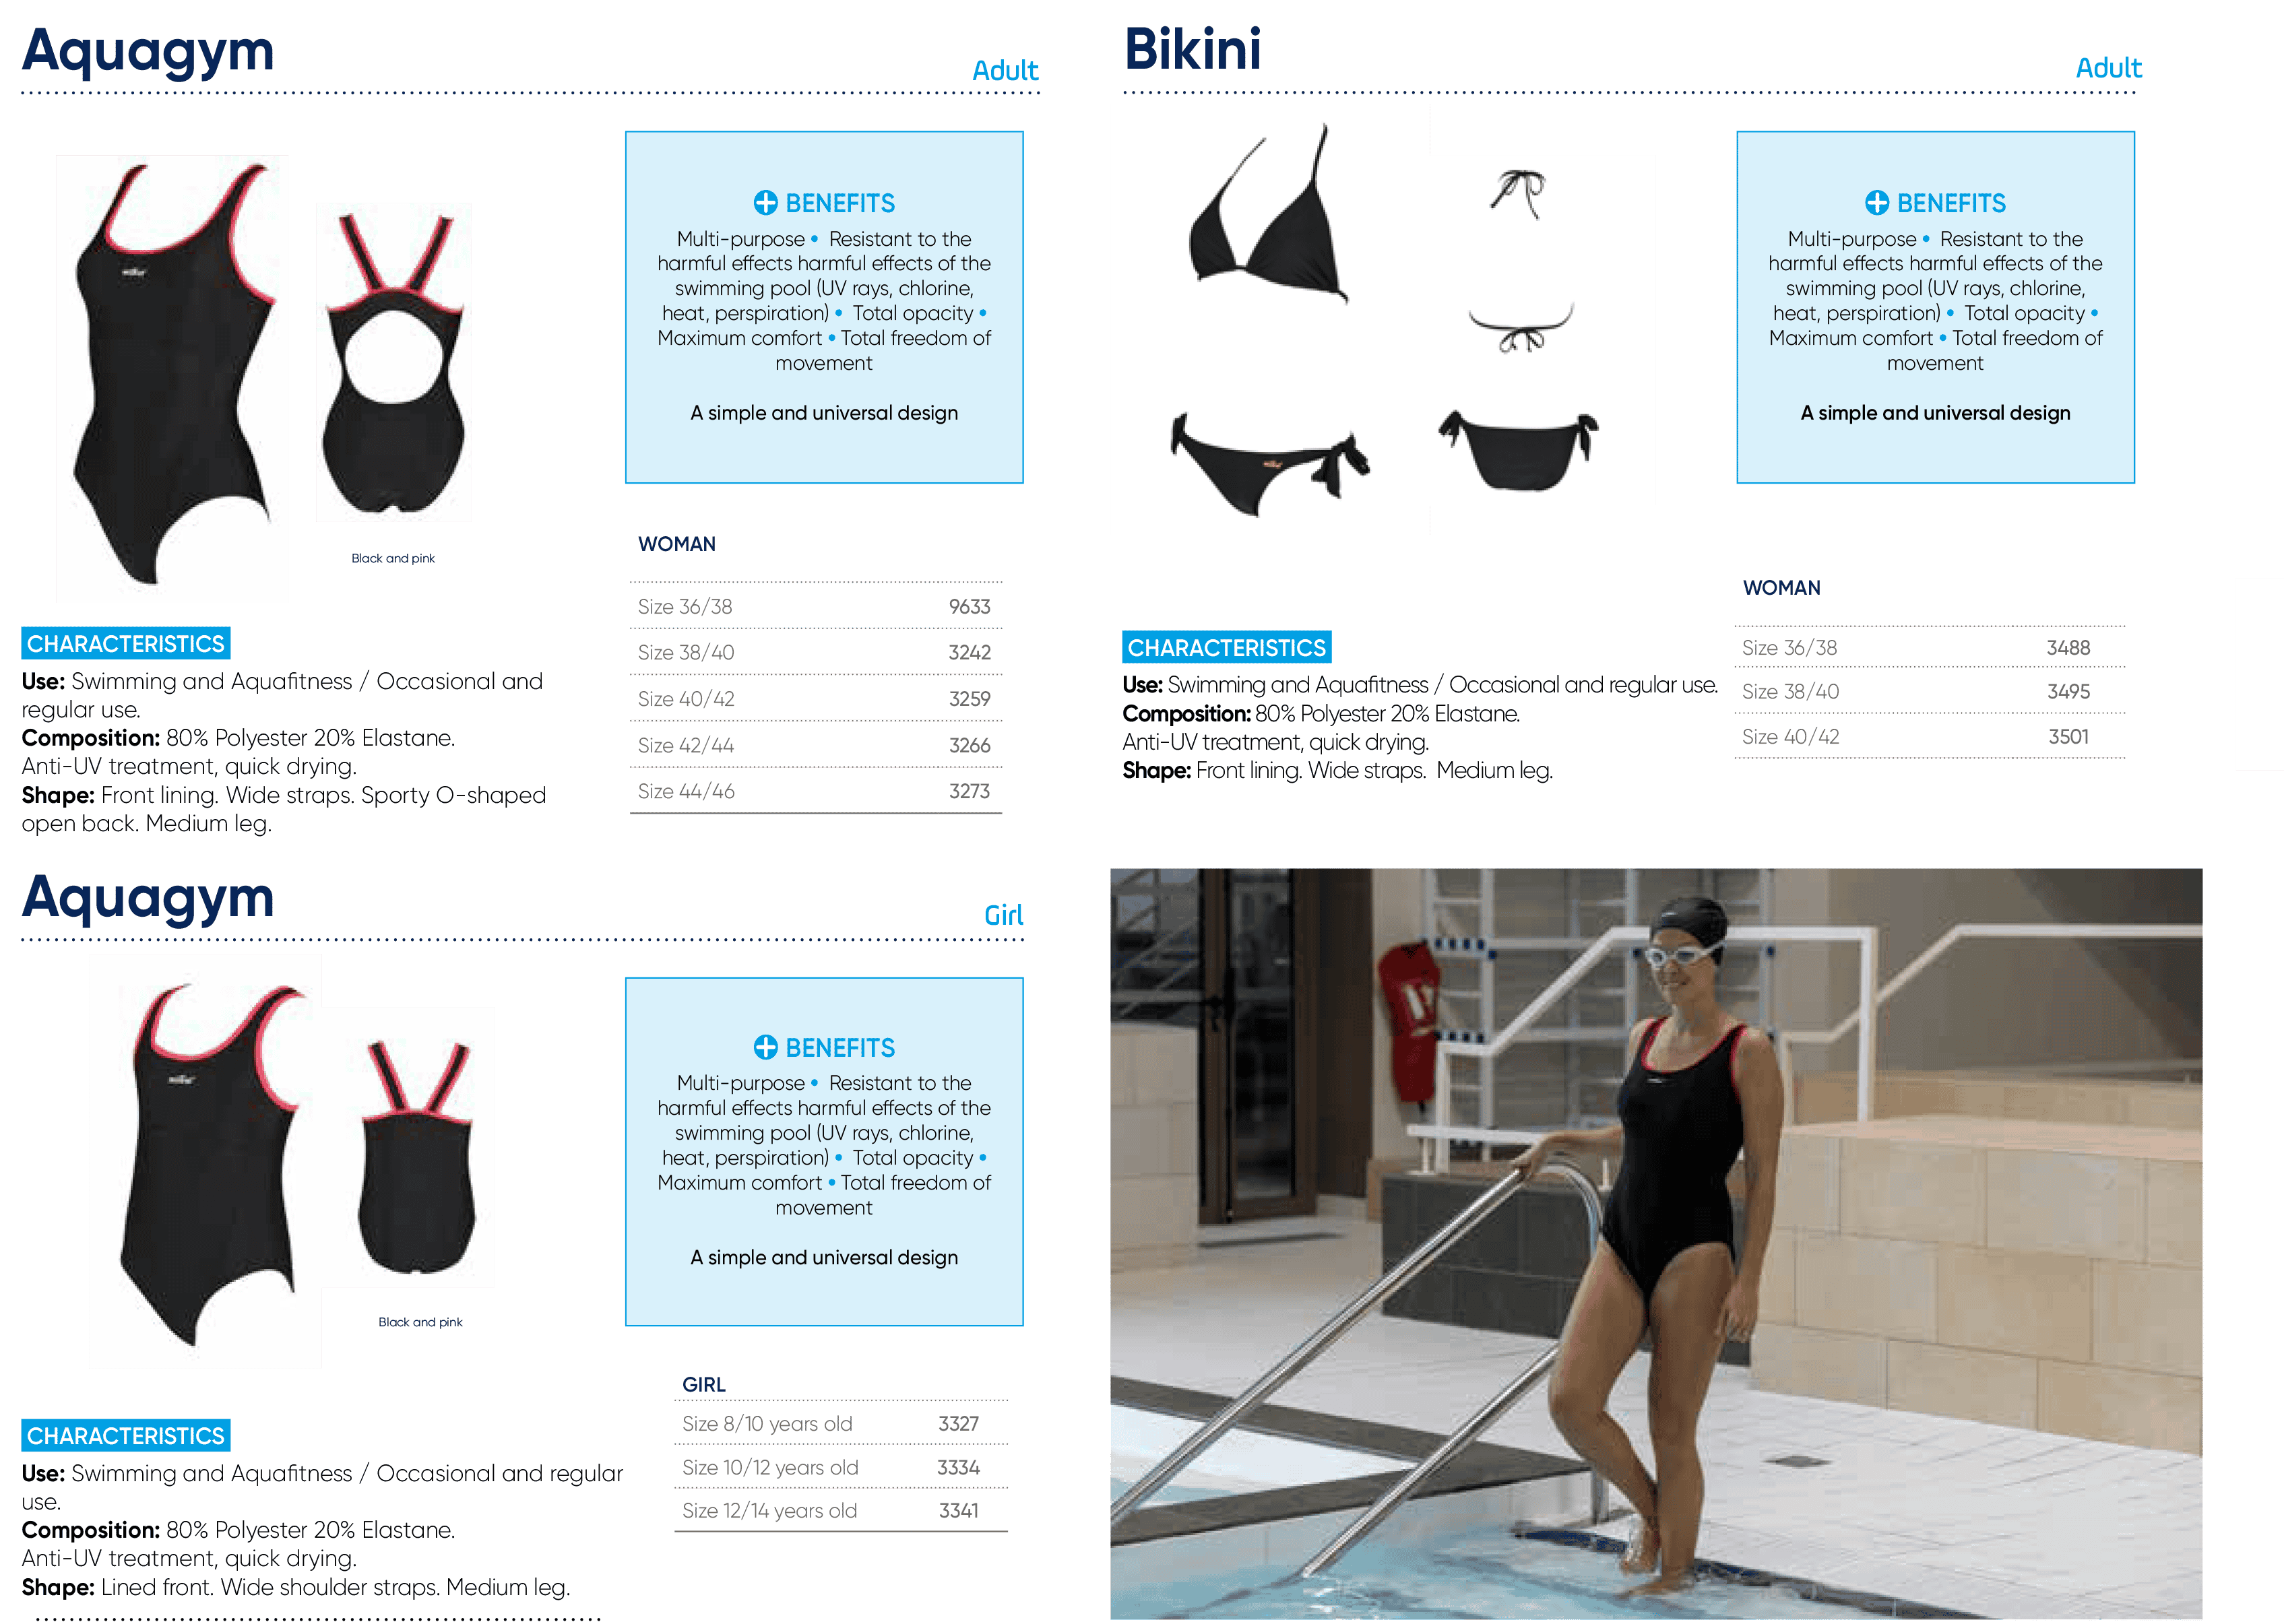 Aquagym
Adult
BENEFITS
Multi-purpose • Resistant to the
harmful effects harmful effects of the
swimming pool (UV rays, chlorine,
heat, perspiration) • Total opacity •
Maximum comfort • Total freedom of
movement
A simple and universal design
Black and pink
WOMAN
Size 36/38 9633
Size 38/40 3242
Size 40/42 3259
Size 42/44 3266
Size 44/46 3273
CHARACTERISTICS
Use: Swimming and Aquafitness / Occasional and
regular use.
Composition: 80% Polyester 20% Elastane.
Anti-UV treatment, quick drying.
Shape: Front lining. Wide straps. Sporty O-shaped
open back. Medium leg.
Bikini
Adult
BENEFITS
Multi-purpose • Resistant to the
harmful effects harmful effects of the
swimming pool (UV rays, chlorine,
heat, perspiration) • Total opacity •
Maximum comfort • Total freedom of
movement
A simple and universal design
WOMAN
Size 36/38 3488
Size 38/40 3495
Size 40/42 3501
CHARACTERISTICS
Use: Swimming and Aquafitness / Occasional and regular use.
Composition: 80% Polyester 20% Elastane.
Anti-UV treatment, quick drying.
Shape: Front lining. Wide straps. Medium leg.
Aquagym
Girl
BENEFITS
Multi-purpose • Resistant to the
harmful effects harmful effects of the
swimming pool (UV rays, chlorine,
heat, perspiration) • Total opacity •
Maximum comfort • Total freedom of
movement
A simple and universal design
Black and pink
GIRL
Size 8/10 years old 3327
Size 10/12 years old 3334
Size 12/14 years old 3341
CHARACTERISTICS
Use: Swimming and Aquafitness / Occasional and regular
use.
Composition: 80% Polyester 20% Elastane.
Anti-UV treatment, quick drying.
Shape: Lined front. Wide shoulder straps. Medium leg.